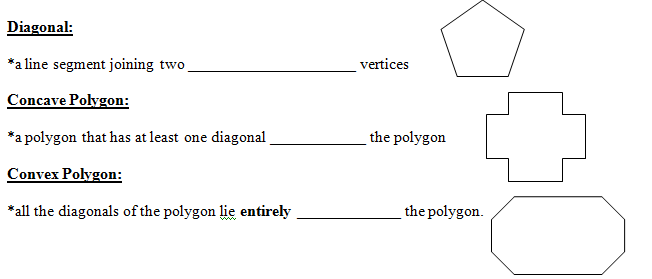 Diagonal:
*a line segment joining two ______________________ vertices
Concave Polygon:
*a polygon that has at least one diagonal _____________ the polygon
Convex Polygon:
*all the diagonals of the polygon lie entirely ______________ the polygon.